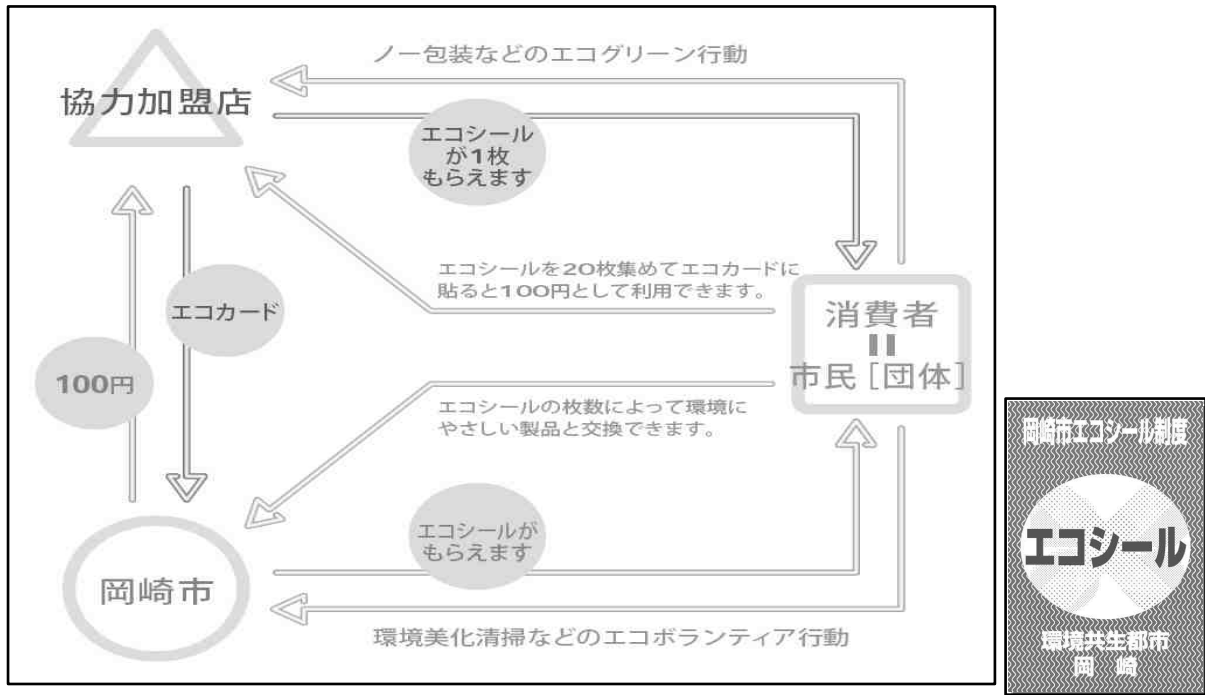 ノー包装などのエコグリーン行動
協力加盟店
エコシール
が1枚
もらえます
エコシールを20枚集めてエコカードに
貼ると100円として利用できます。
エコカード
消費者
＝
市民［団体］
100円
エコシールの枚数によって環境に
やさしい製品と交換できます。
エコシールが
もらえます
岡崎市
環境美化清掃などのエコボランティア行動
岡崎市エコシール制度
エコシール
環境共生都市
岡崎